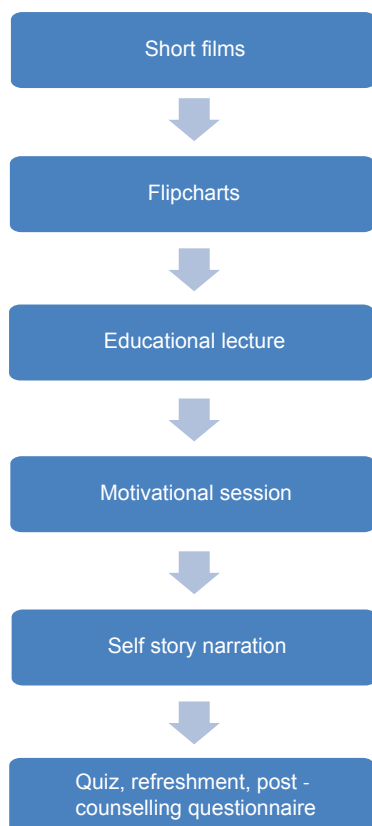 Short films
Flipcharts
Educational lecture
Motivational session
Self story narration
Quiz, refreshment, post -
counselling questionnaire